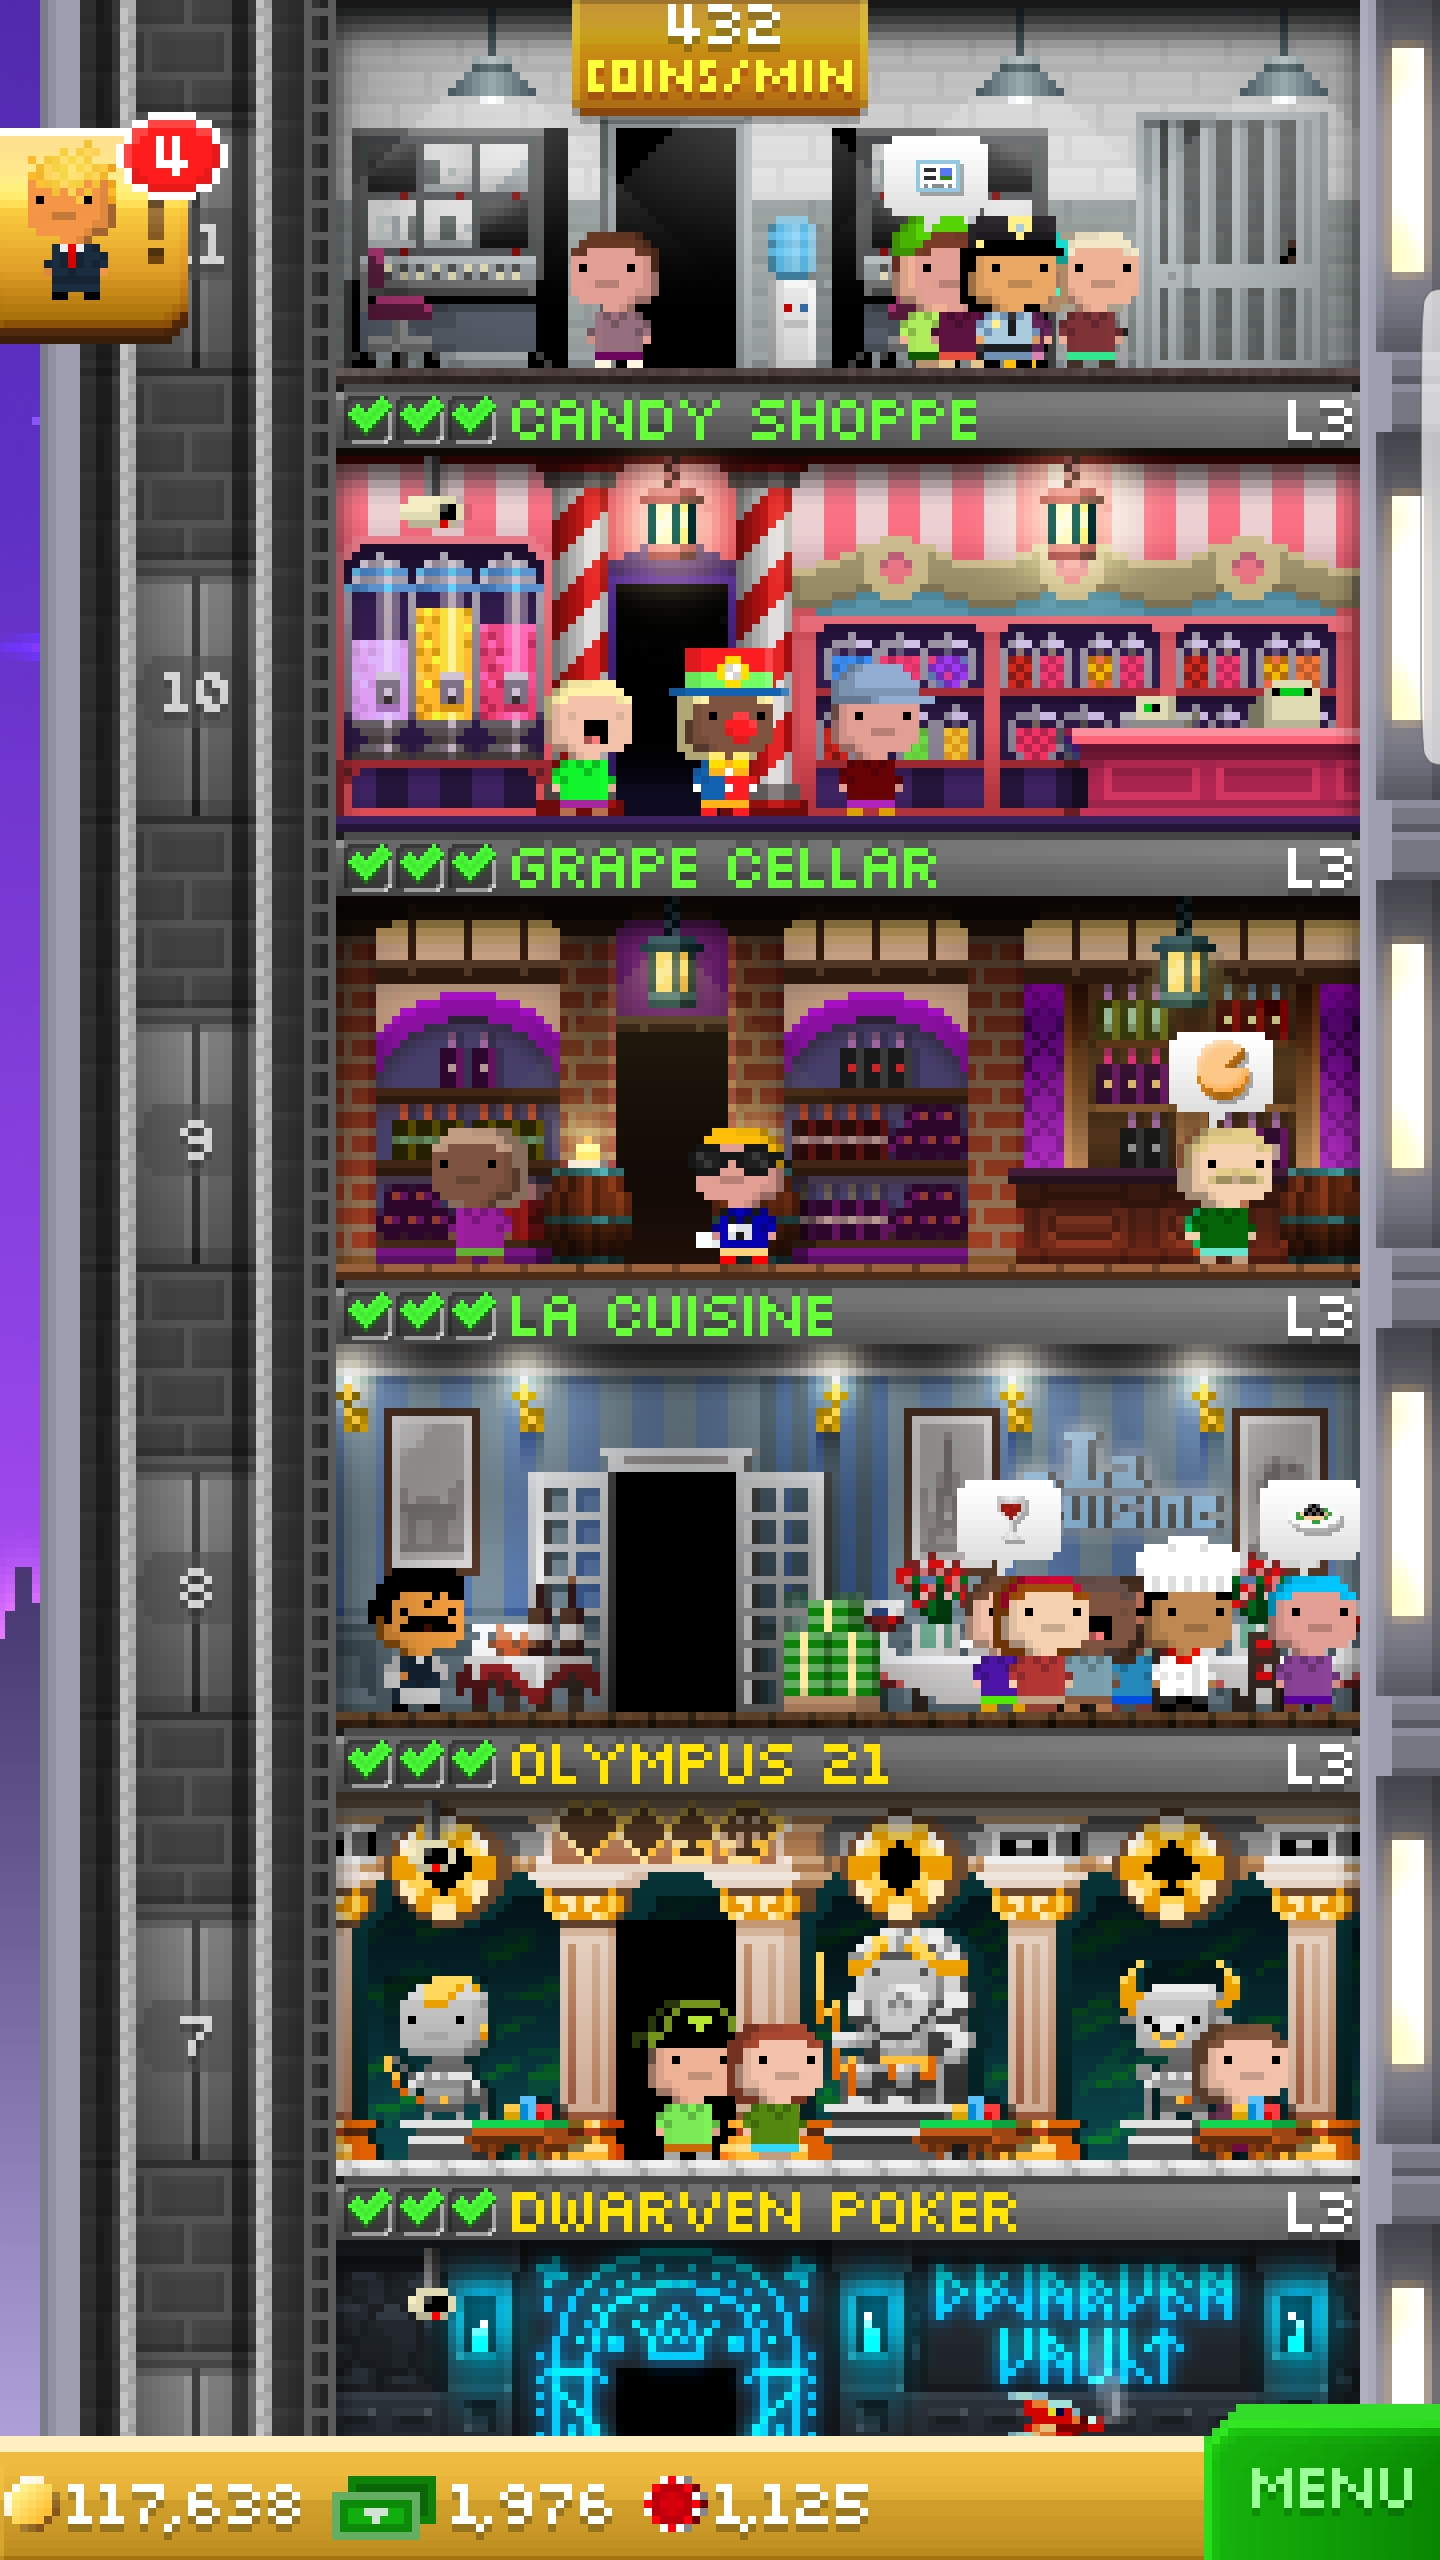 432
COINS/MIN
4
11
CANDY SHOPPE L3
10
GRAPE CELLAR L3
9
LA CUISINE L3
La
Cuisine
8
OLYMPUS 21 L3
7
DWARVEN POKER L3
DWARVEN
VAULT
117,638 1,976 1,125
MENU